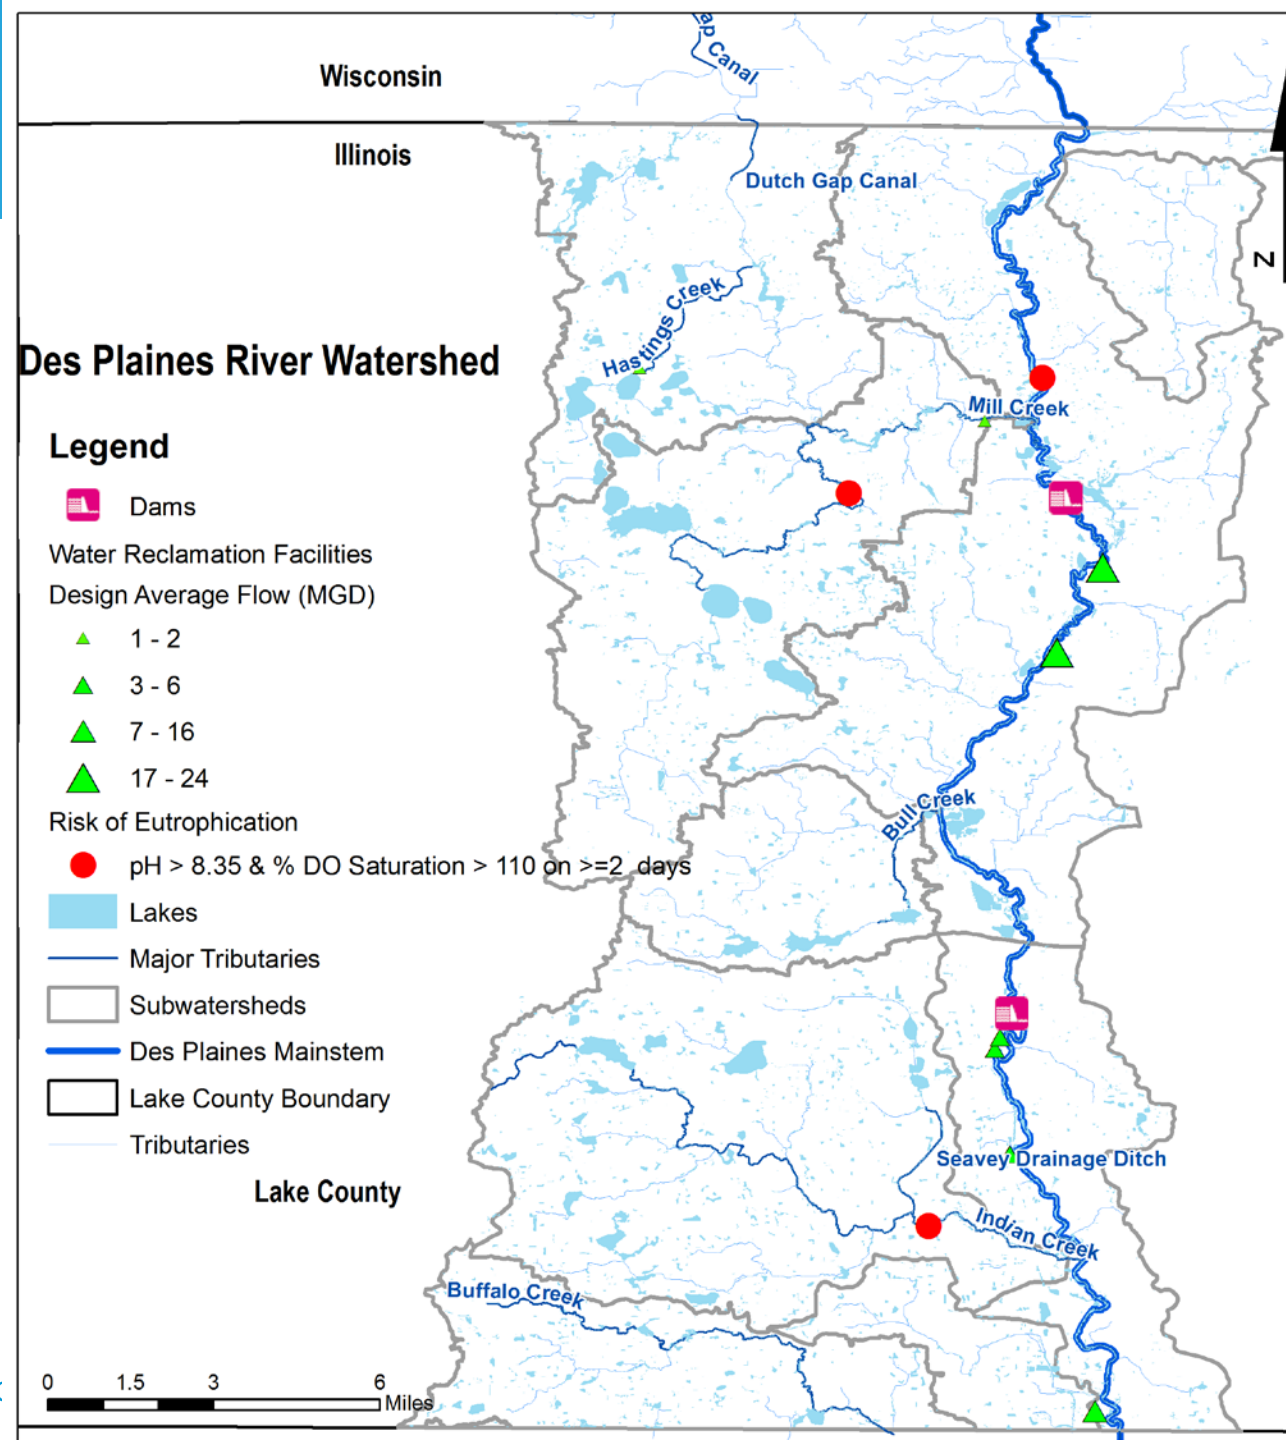 ap Canal
Wisconsin
Illinois
Dutch Gap Canal
N
Hastings Creek
Des Plaines River Watershed
Mill Creek
Legend
Dams
Water Reclamation Facilities
Design Average Flow (MGD)
1 - 2
3 - 6
7 - 16
17 - 24
Bull Creek
Risk of Eutrophication
pH > 8.35 & % DO Saturation > 110 on >=2 days
Lakes
Major Tributaries
Subwatersheds
Des Plaines Mainstem
Lake County Boundary
Tributaries
Seavey Drainage Ditch
Lake County
Indian Creek
Buffalo Creek
0 1.5 3 6
Miles